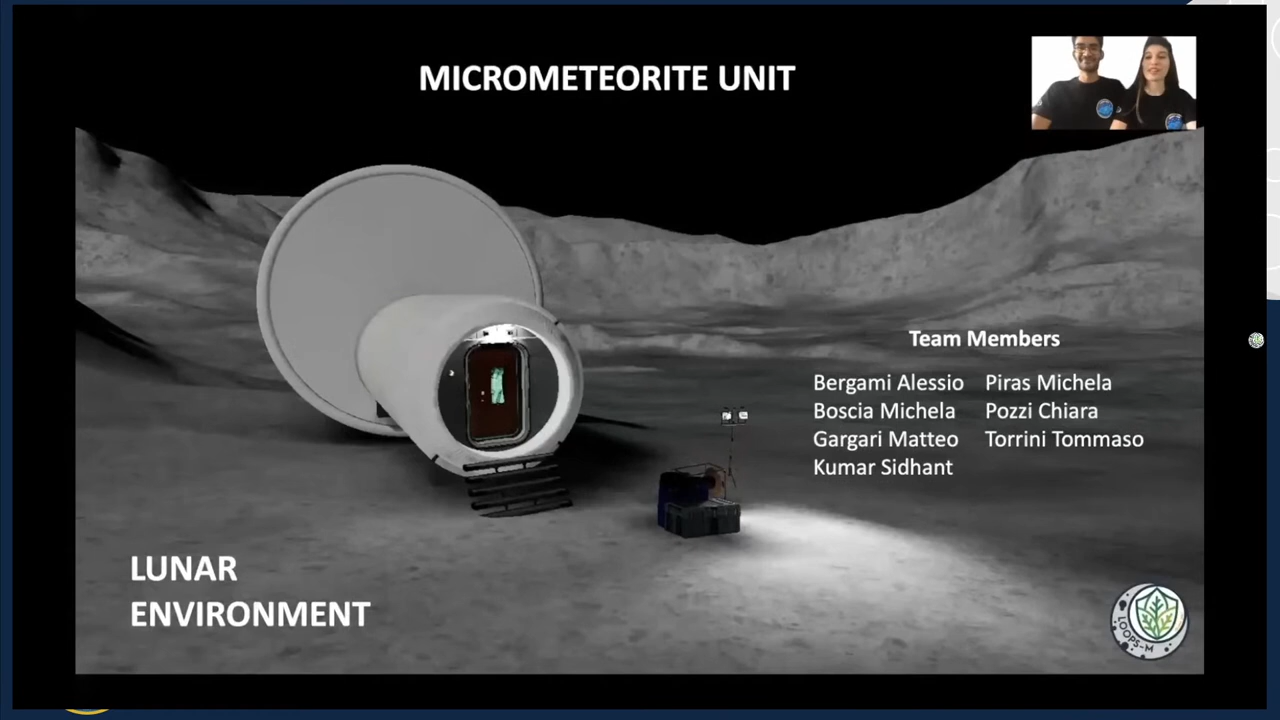 MICROMETEORITE UNIT
Team Members
Bergami Alessio Piras Michela
Boscia Michela Pozzi Chiara
Gargari Matteo Torrini Tommaso
Kumar Sidhant
LUNAR
ENVIRONMENT
LOOPS-M